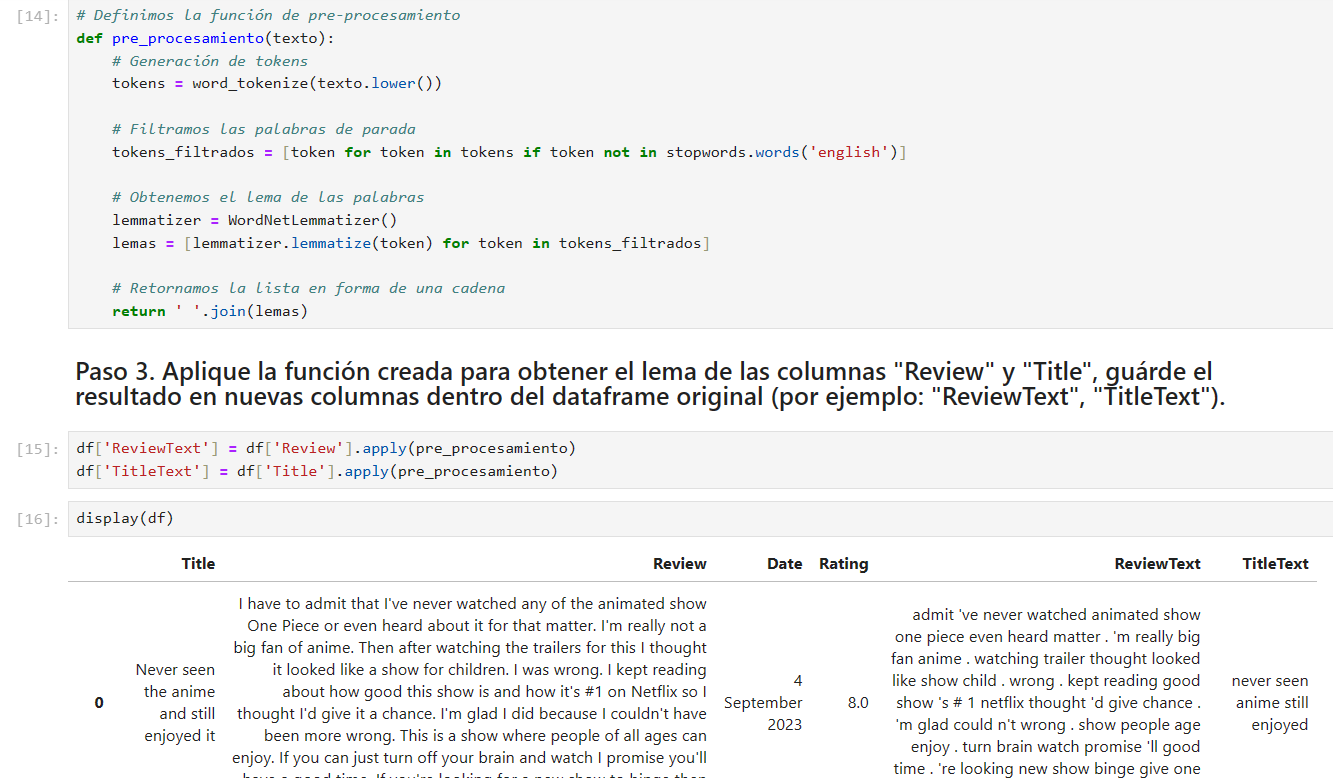 [14]: # Definimos la función de pre-procesamiento
def pre_procesamiento(texto):
    # Generación de tokens
    tokens = word_tokenize(texto.lower())

    # Filtramos las palabras de parada
    tokens_filtrados = [token for token in tokens if token not in stopwords.words('english')]

    # Obtenemos el lema de las palabras
    lemmatizer = WordNetLemmatizer()
    lemas = [lemmatizer.lemmatize(token) for token in tokens_filtrados]

    # Retornamos la lista en forma de una cadena
    return ' '.join(lemas)
Paso 3. Aplique la función creada para obtener el lema de las columnas "Review" y "Title", guárde el
resultado en nuevas columnas dentro del dataframe original (por ejemplo: "ReviewText", "TitleText").
[15]: df['ReviewText'] = df['Review'].apply(pre_procesamiento)
df['TitleText'] = df['Title'].apply(pre_procesamiento)
[16]: display(df)
Title Review Date Rating ReviewText TitleText
0
Never seen
the anime
and still
enjoyed it
I have to admit that I've never watched any of the animated show
One Piece or even heard about it for that matter. I'm really not a
big fan of anime. Then after watching the trailers for this I thought
it looked like a show for children. I was wrong. I kept reading
about how good this show is and how it's #1 on Netflix so I
thought I'd give it a chance. I'm glad I did because I couldn't have
been more wrong. This is a show where people of all ages can
enjoy. If you can just turn off your brain and watch I promise you'll
have a good time. If you're looking for a new show to binge then
4
September
2023
8.0
admit 've never watched animated show
one piece even heard matter . 'm really big
fan anime . watching trailer thought looked
like show child . wrong . kept reading good
show 's # 1 netflix thought 'd give chance .
'm glad could n't wrong . show people age
enjoy . turn brain watch promise 'll good
time . 're looking new show binge give one
never seen
anime still
enjoyed